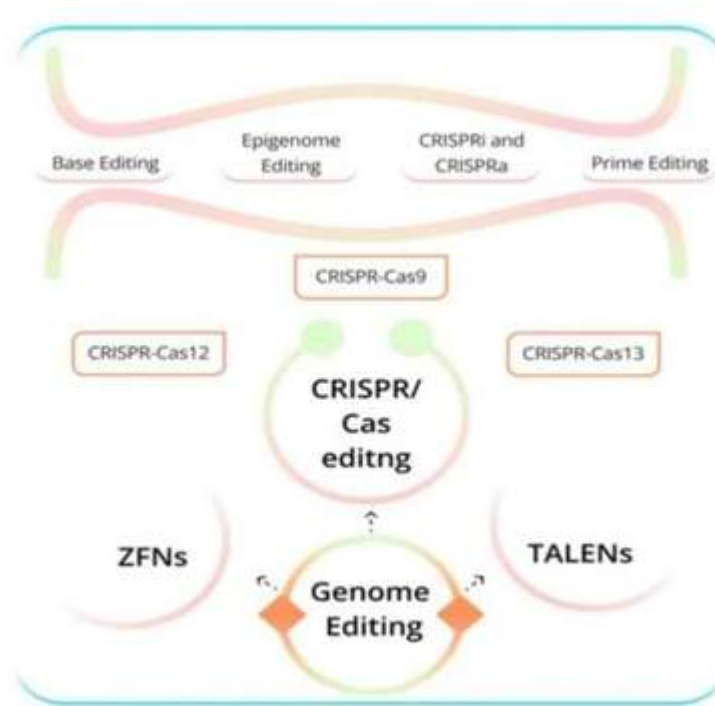 Base Editing
Epigenome
Editing
CRISPRi and
CRISPRa
Prime Editing
CRISPR-Cas9
CRISPR-Cas12
CRISPR-Cas13
CRISPR/
Cas
editng
ZFNs
TALENs
Genome
Editing